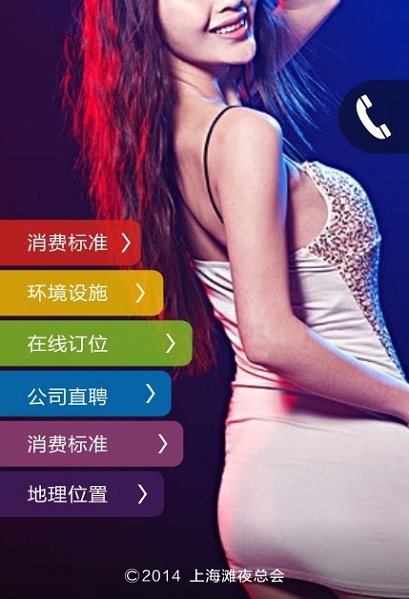 消费标准
环境设施
在线订位
公司直聘
消费标准
地理位置
©2014 上海滩夜总会